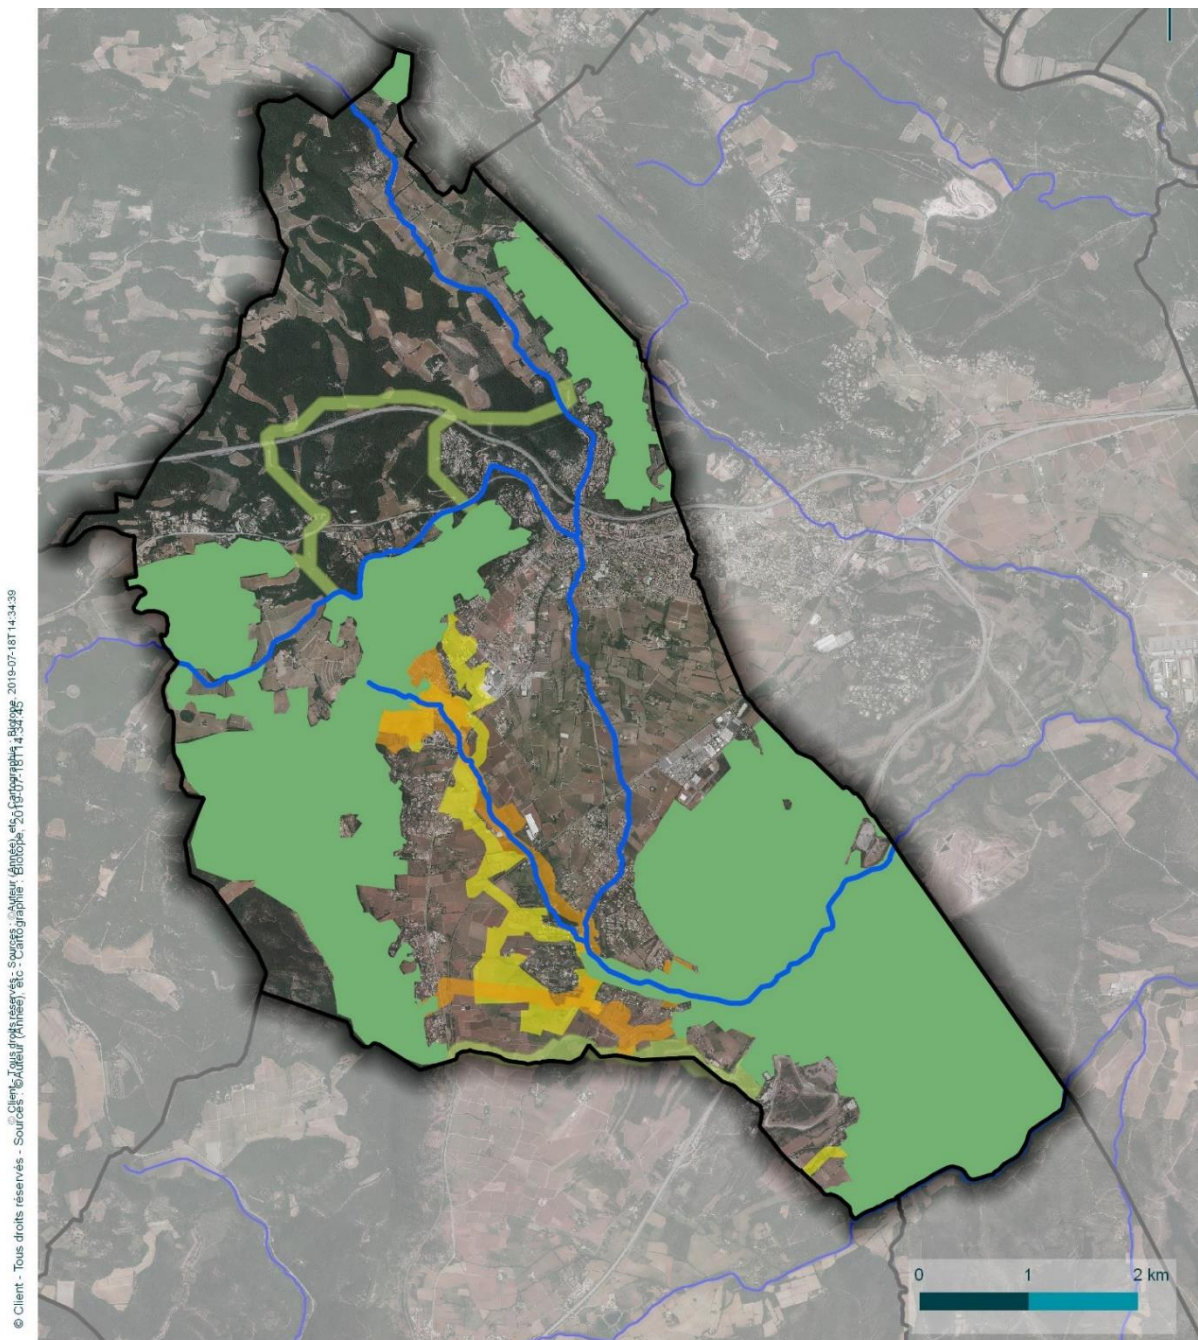 © Client - Tous droits réservés - Sources : ©Auteur (Année), etc - Cartographie : Biotope, 2019-07-18T14:34:39
© Client - Tous droits réservés - Sources : ©Auteur (Année), etc - Cartographie : Biotope, 2019-07-18T14:34:45
0 1 2 km